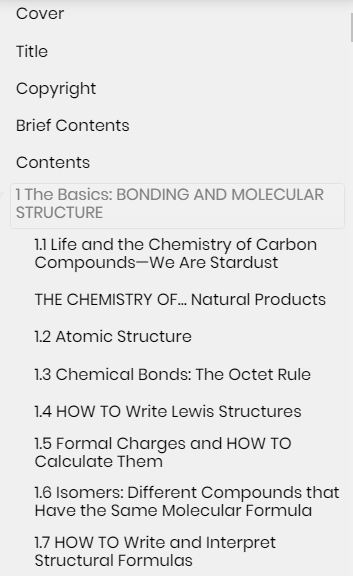 Cover
Title
Copyright
Brief Contents
Contents
1 The Basics: BONDING AND MOLECULAR
STRUCTURE
1.1 Life and the Chemistry of Carbon
Compounds—We Are Stardust
THE CHEMISTRY OF... Natural Products
1.2 Atomic Structure
1.3 Chemical Bonds: The Octet Rule
1.4 HOW TO Write Lewis Structures
1.5 Formal Charges and HOW TO
Calculate Them
1.6 Isomers: Different Compounds that
Have the Same Molecular Formula
1.7 HOW TO Write and Interpret
Structural Formulas